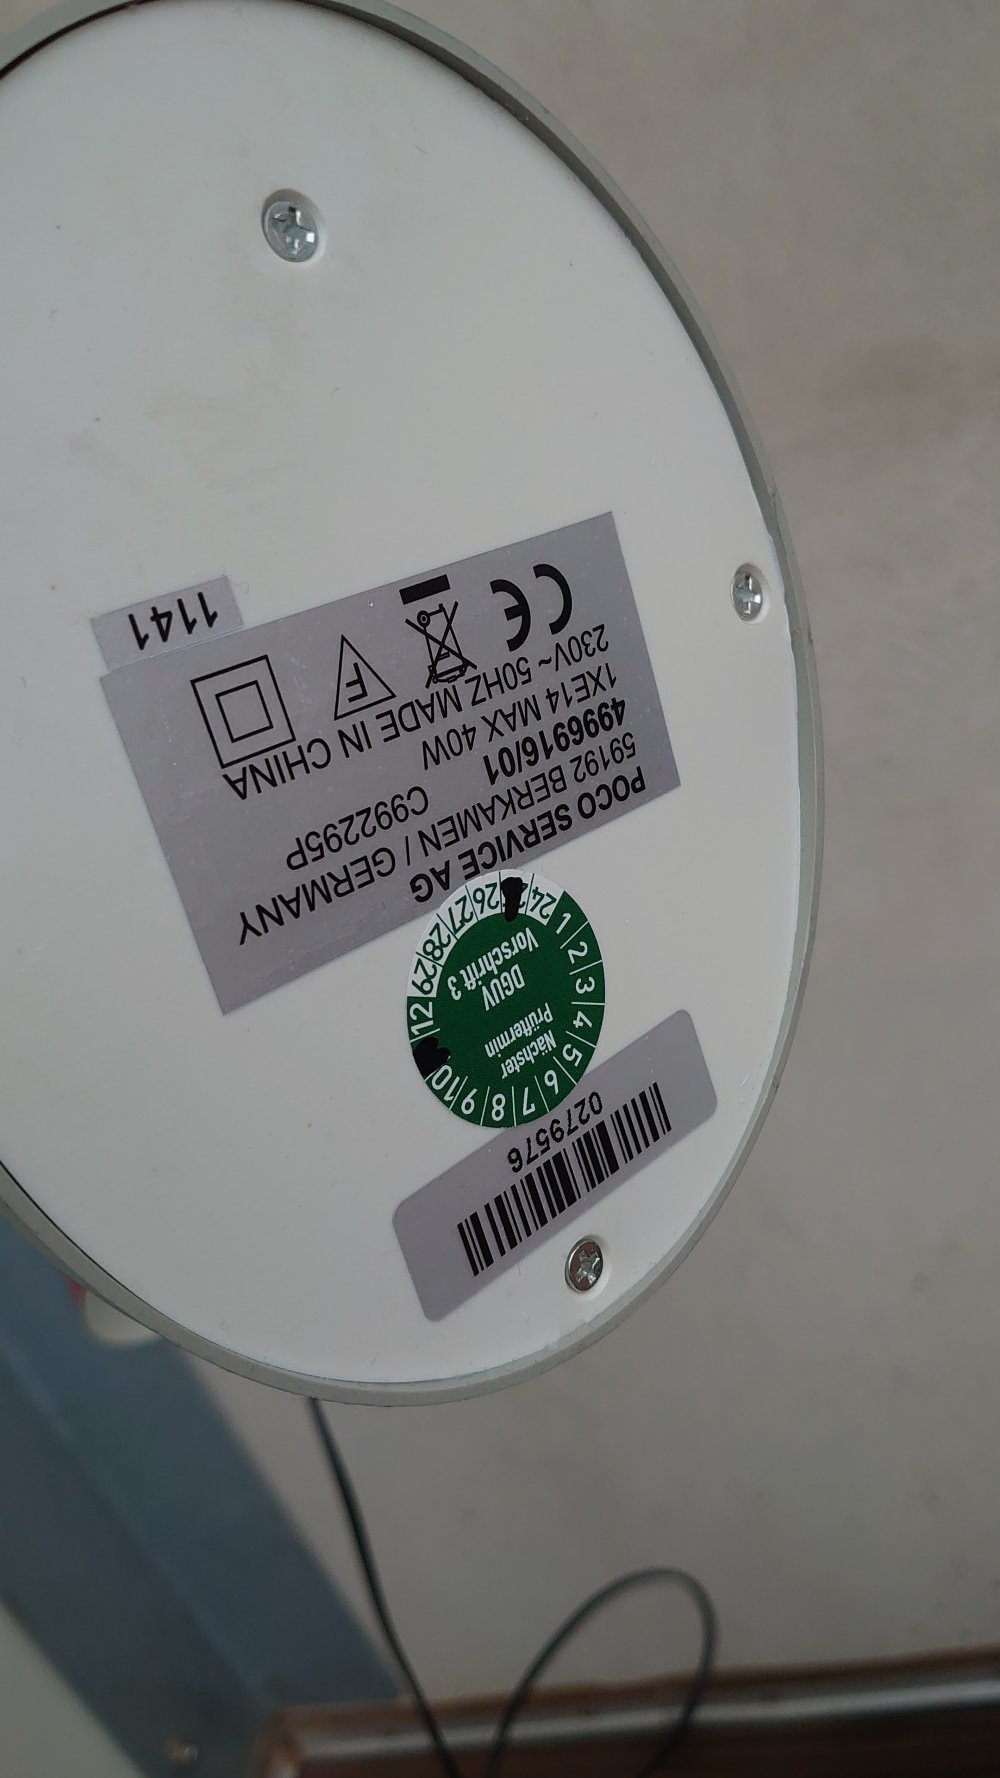 POCO SERVICE AG
59192 BERKAMEN / GERMANY
4996916/01 C992295P
1XE14 MAX 40W
230V~ 50HZ MADE IN CHINA
CE
F
1141
24 26 27 28 29
1 2 3 4 5 6 7 8 9 10 12
Nächster
Prüftermin
DGUV
Vorschrift 3
0279576